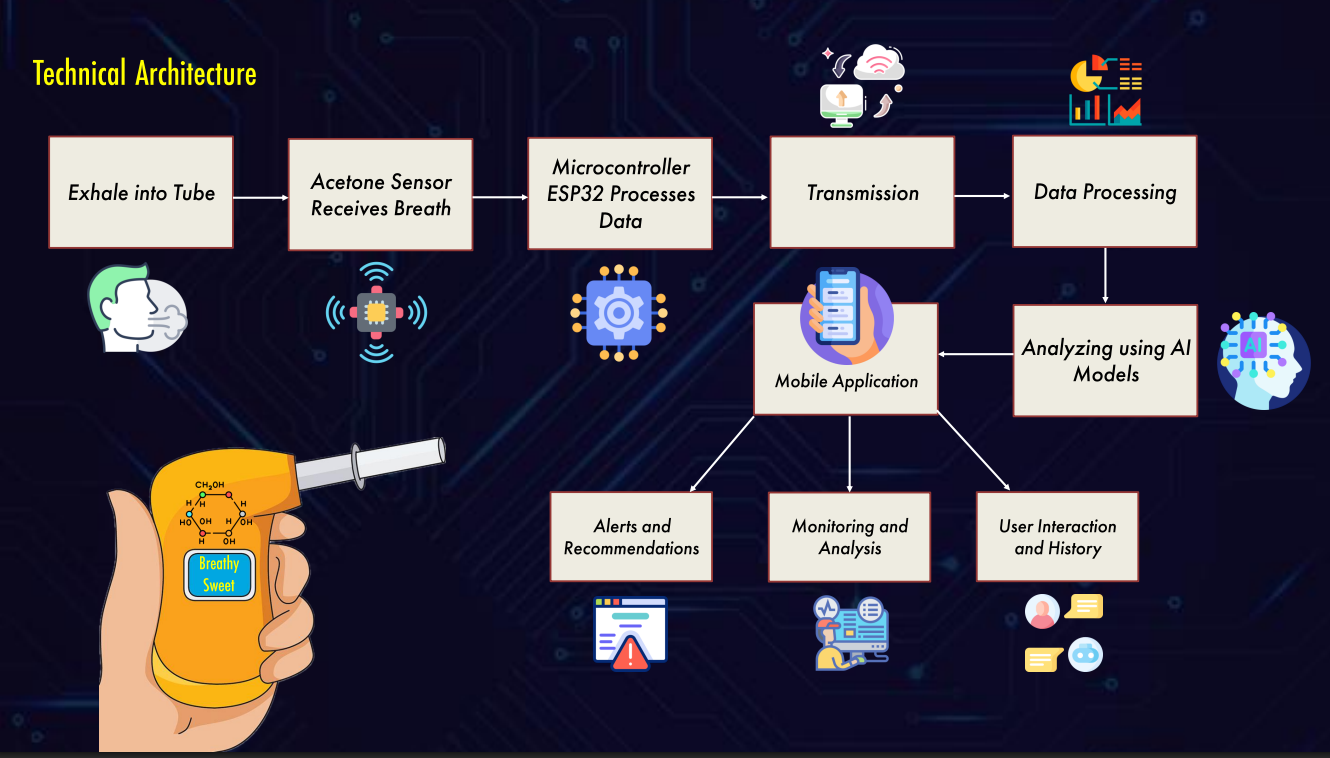 Technical Architecture
Exhale into Tube
Acetone Sensor
Receives Breath
Microcontroller
ESP32 Processes
Data
Transmission
Data Processing
Analyzing using AI
Models
AI
Mobile Application
Alerts and
Recommendations
Monitoring and
Analysis
User Interaction
and History
CH₂OH
H
H
H
HO
OH
H
OH
H
OH
Breathy
Sweet